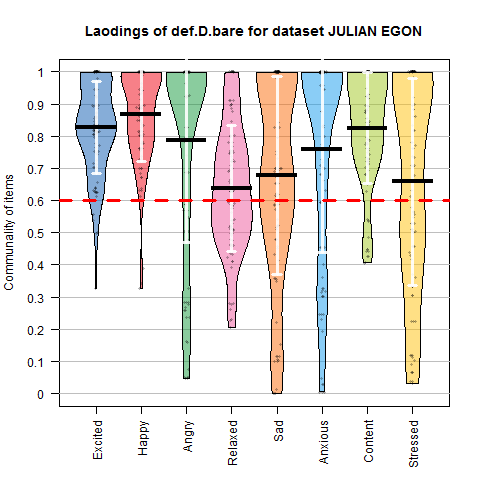 Laodings of def.D.bare for dataset JULIAN EGON
Communality of items
1
0.9
0.8
0.7
0.6
0.5
0.4
0.3
0.2
0.1
0
Excited
Happy
Angry
Relaxed
Sad
Anxious
Content
Stressed